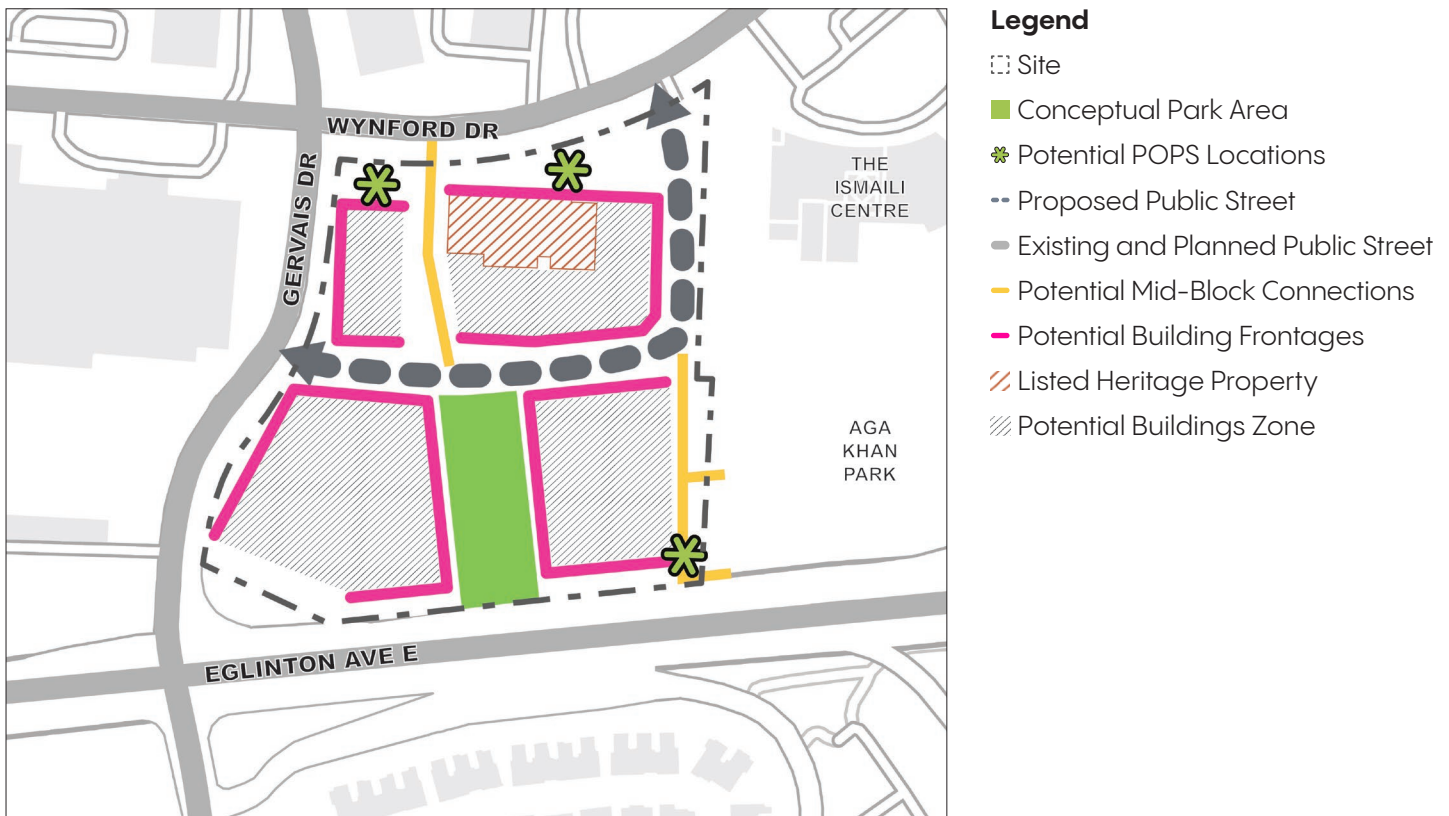 WYNFORD DR
GERVAIS DR
THE
ISMAILI
CENTRE
AGA
KHAN
PARK
EGLINTON AVE E
Legend
Site
Conceptual Park Area
Potential POPS Locations
Proposed Public Street
Existing and Planned Public Street
Potential Mid-Block Connections
Potential Building Frontages
Listed Heritage Property
Potential Buildings Zone